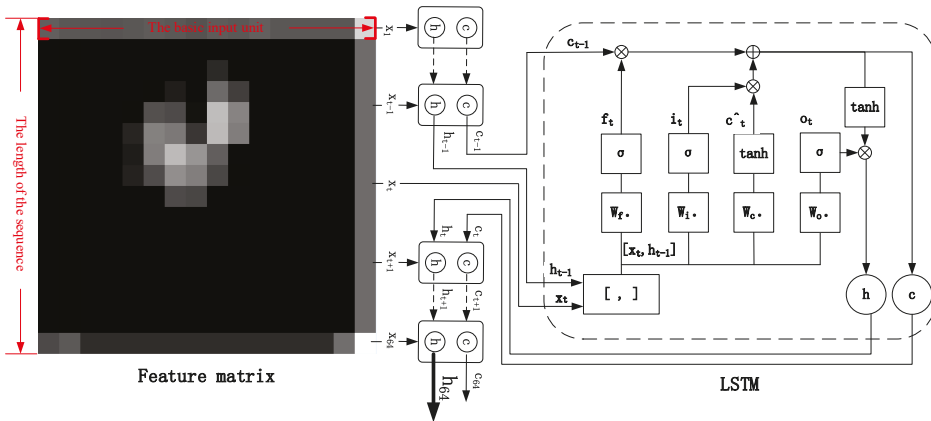 The basic input unit
The length of the sequence
Feature matrix
x1
h c
xt-1
h c
ht-1 ct-1
xt
ht ct
xt+1
h c
ht+1 ct+1
x64
h c
h64 c64
ct-1
ft it c^t ot
tanh
σ σ tanh σ
Wf• Wi• Wc• Wo•
[xt, ht-1]
ht-1
xt
[ , ]
h c
LSTM